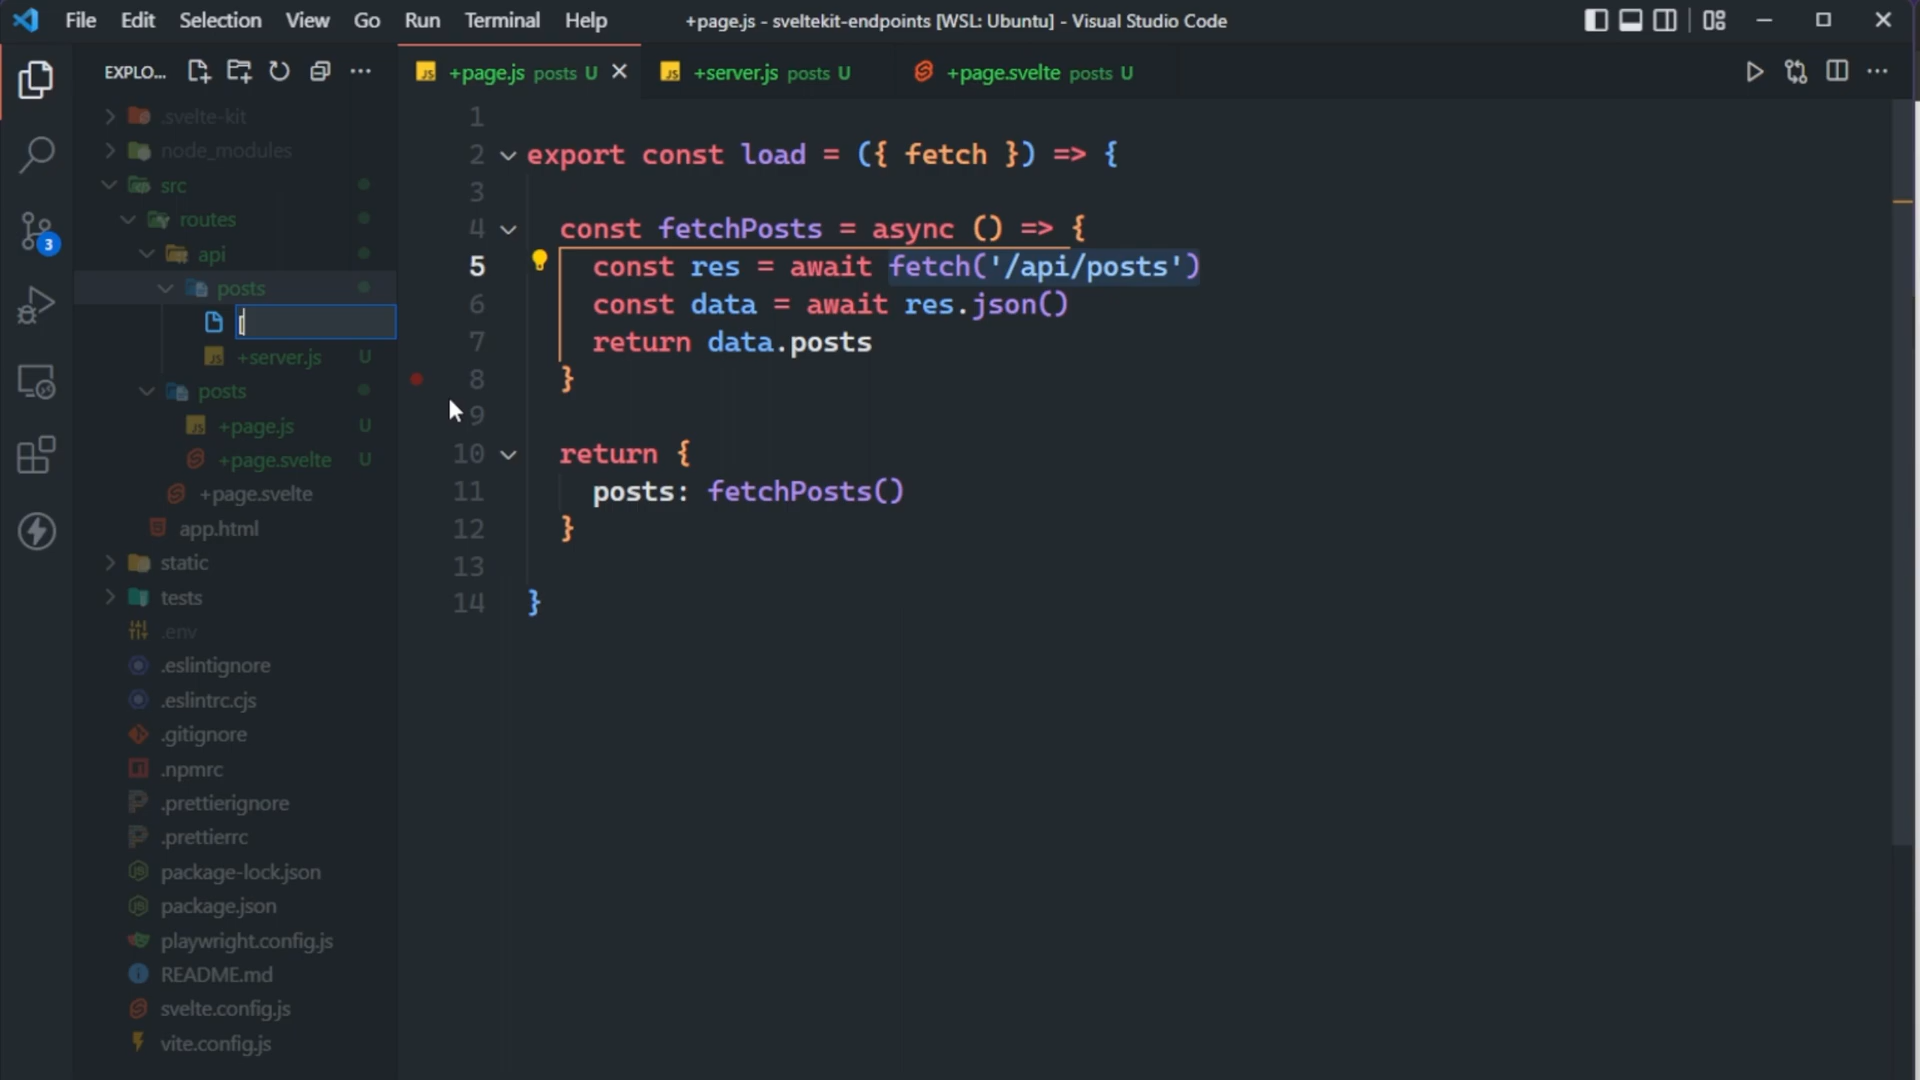 File Edit Selection View Go Run Terminal Help +page.js - sveltekit-endpoints [WSL: Ubuntu] - Visual Studio Code
EXPLO...
+page.js posts U
+server.js posts U
+page.svelte posts U
.svelte-kit
node_modules
src
routes
api
posts
[
+server.js U
posts
+page.js U
+page.svelte U
+page.svelte
app.html
static
tests
.env
.eslintignore
.eslintrc.cjs
.gitignore
.npmrc
.prettierignore
.prettierrc
package-lock.json
package.json
playwright.config.js
README.md
svelte.config.js
vite.config.js
3
1
2 export const load = ({ fetch }) => {
3
4 const fetchPosts = async () => {
5 const res = await fetch('/api/posts')
6 const data = await res.json()
7 return data.posts
8 }
9
10 return {
11 posts: fetchPosts()
12 }
13
14 }